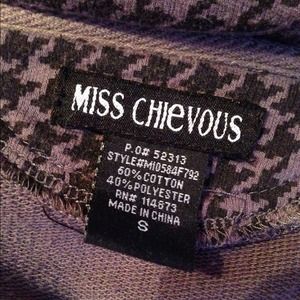 MISS CHIEVOUS
P.O# 52313
STYLE#MI0584F792
60%COTTON
40%POLYESTER
RN# 114873
MADE IN CHINA
S